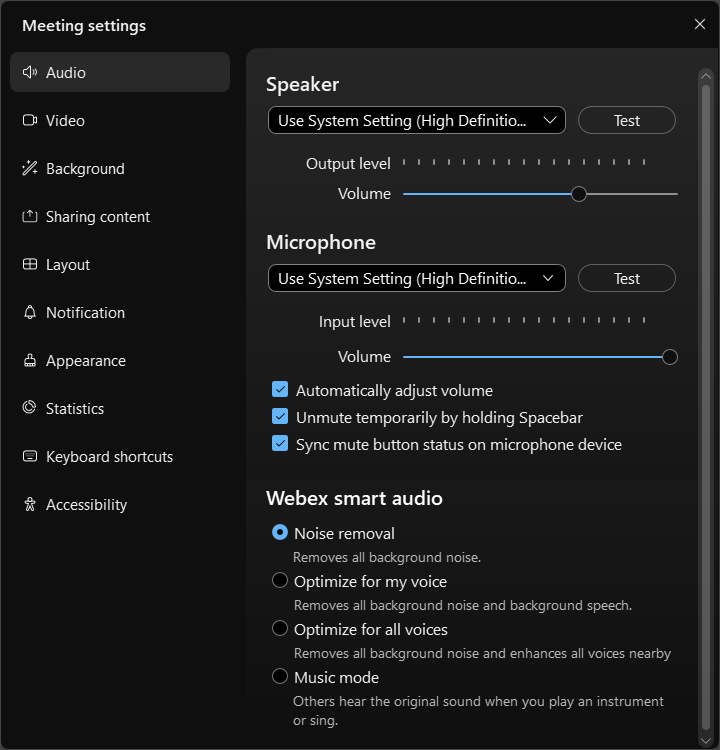 Meeting settings
Audio
Video
Background
Sharing content
Layout
Notification
Appearance
Statistics
Keyboard shortcuts
Accessibility
Speaker
Use System Setting (High Definitio...
Test
Output level
Volume
Microphone
Use System Setting (High Definitio...
Test
Input level
Volume
Automatically adjust volume
Unmute temporarily by holding Spacebar
Sync mute button status on microphone device
Webex smart audio
Noise removal
Removes all background noise.
Optimize for my voice
Removes all background noise and background speech.
Optimize for all voices
Removes all background noise and enhances all voices nearby
Music mode
Others hear the original sound when you play an instrument
or sing.